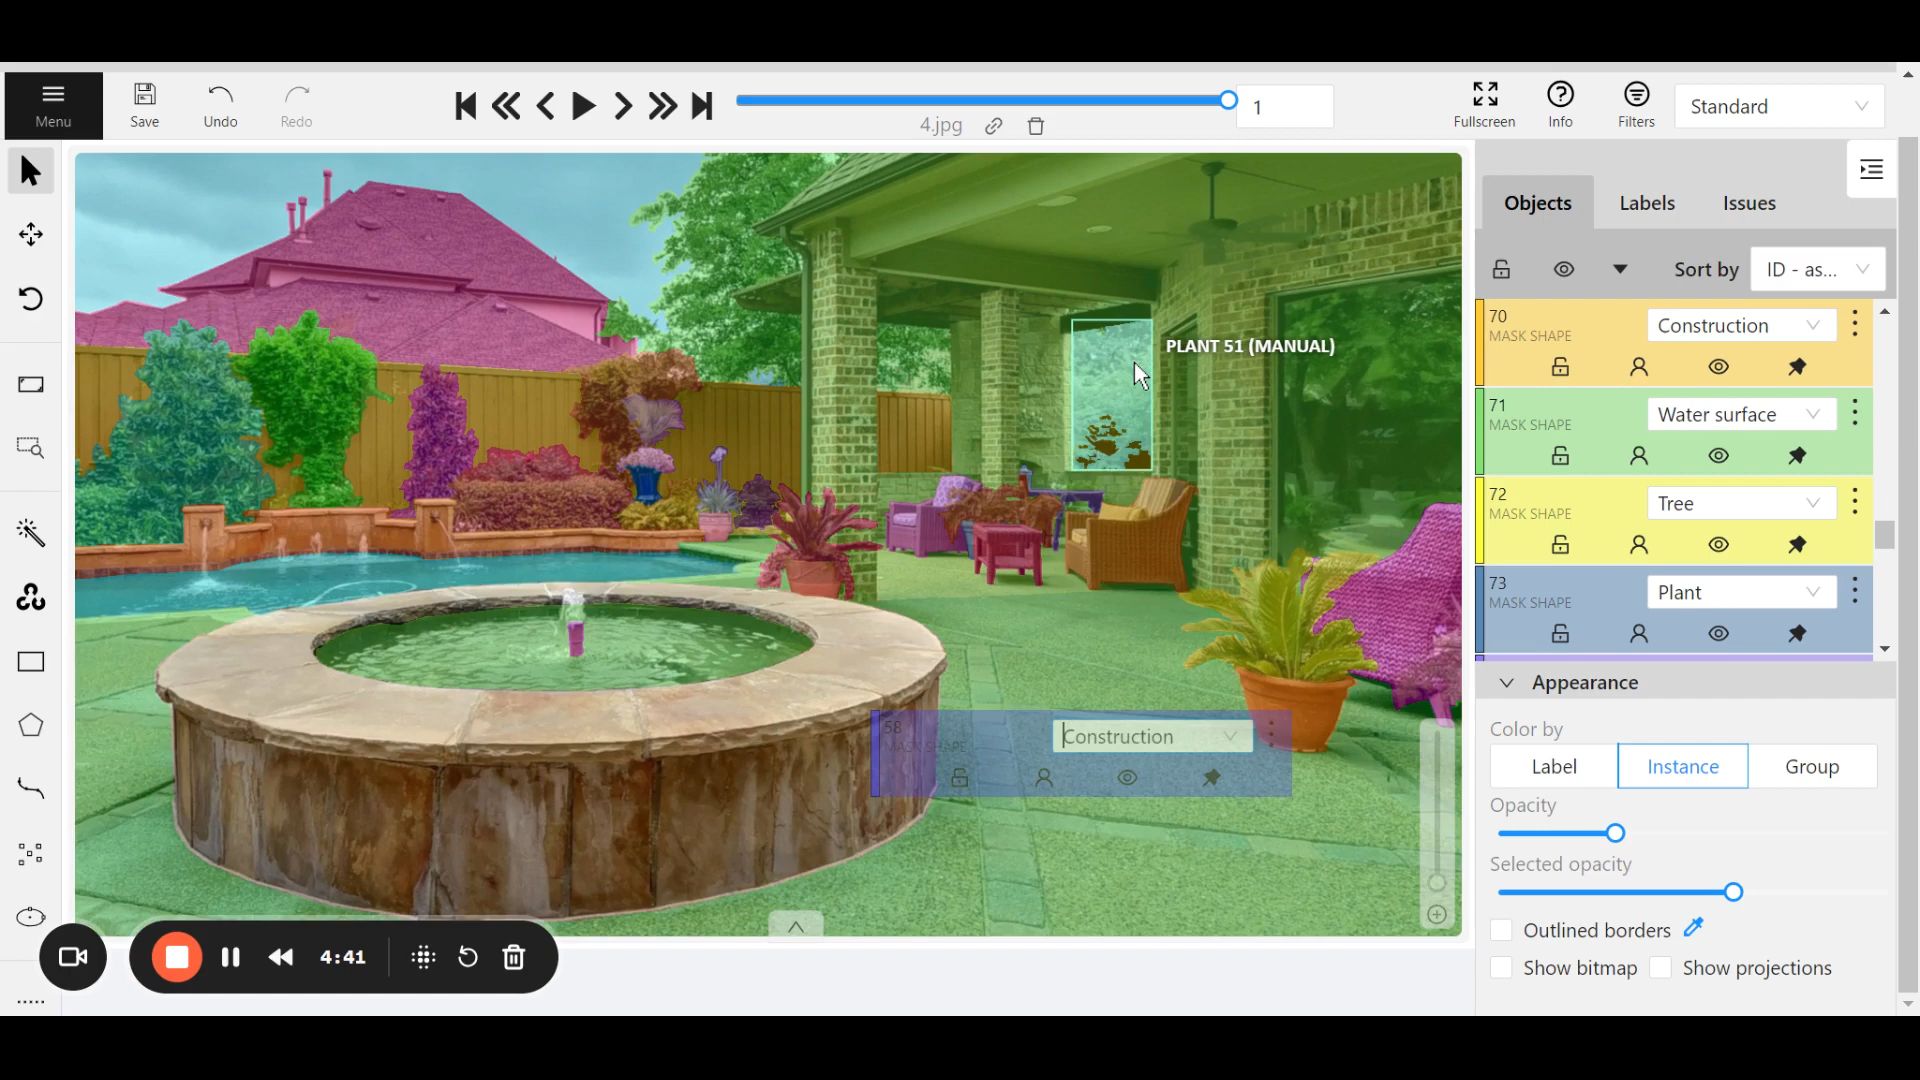 Menu
Save
Undo
Redo
4.jpg
1
Fullscreen
Info
Filters
Standard
Objects
Labels
Issues
Sort by
ID - as...
70
MASK SHAPE
Construction
71
MASK SHAPE
Water surface
72
MASK SHAPE
Tree
73
MASK SHAPE
Plant
PLANT 51 (MANUAL)
58
MASK SHAPE
Construction
Appearance
Color by
Label
Instance
Group
Opacity
Selected opacity
Outlined borders
Show bitmap
Show projections
4:41